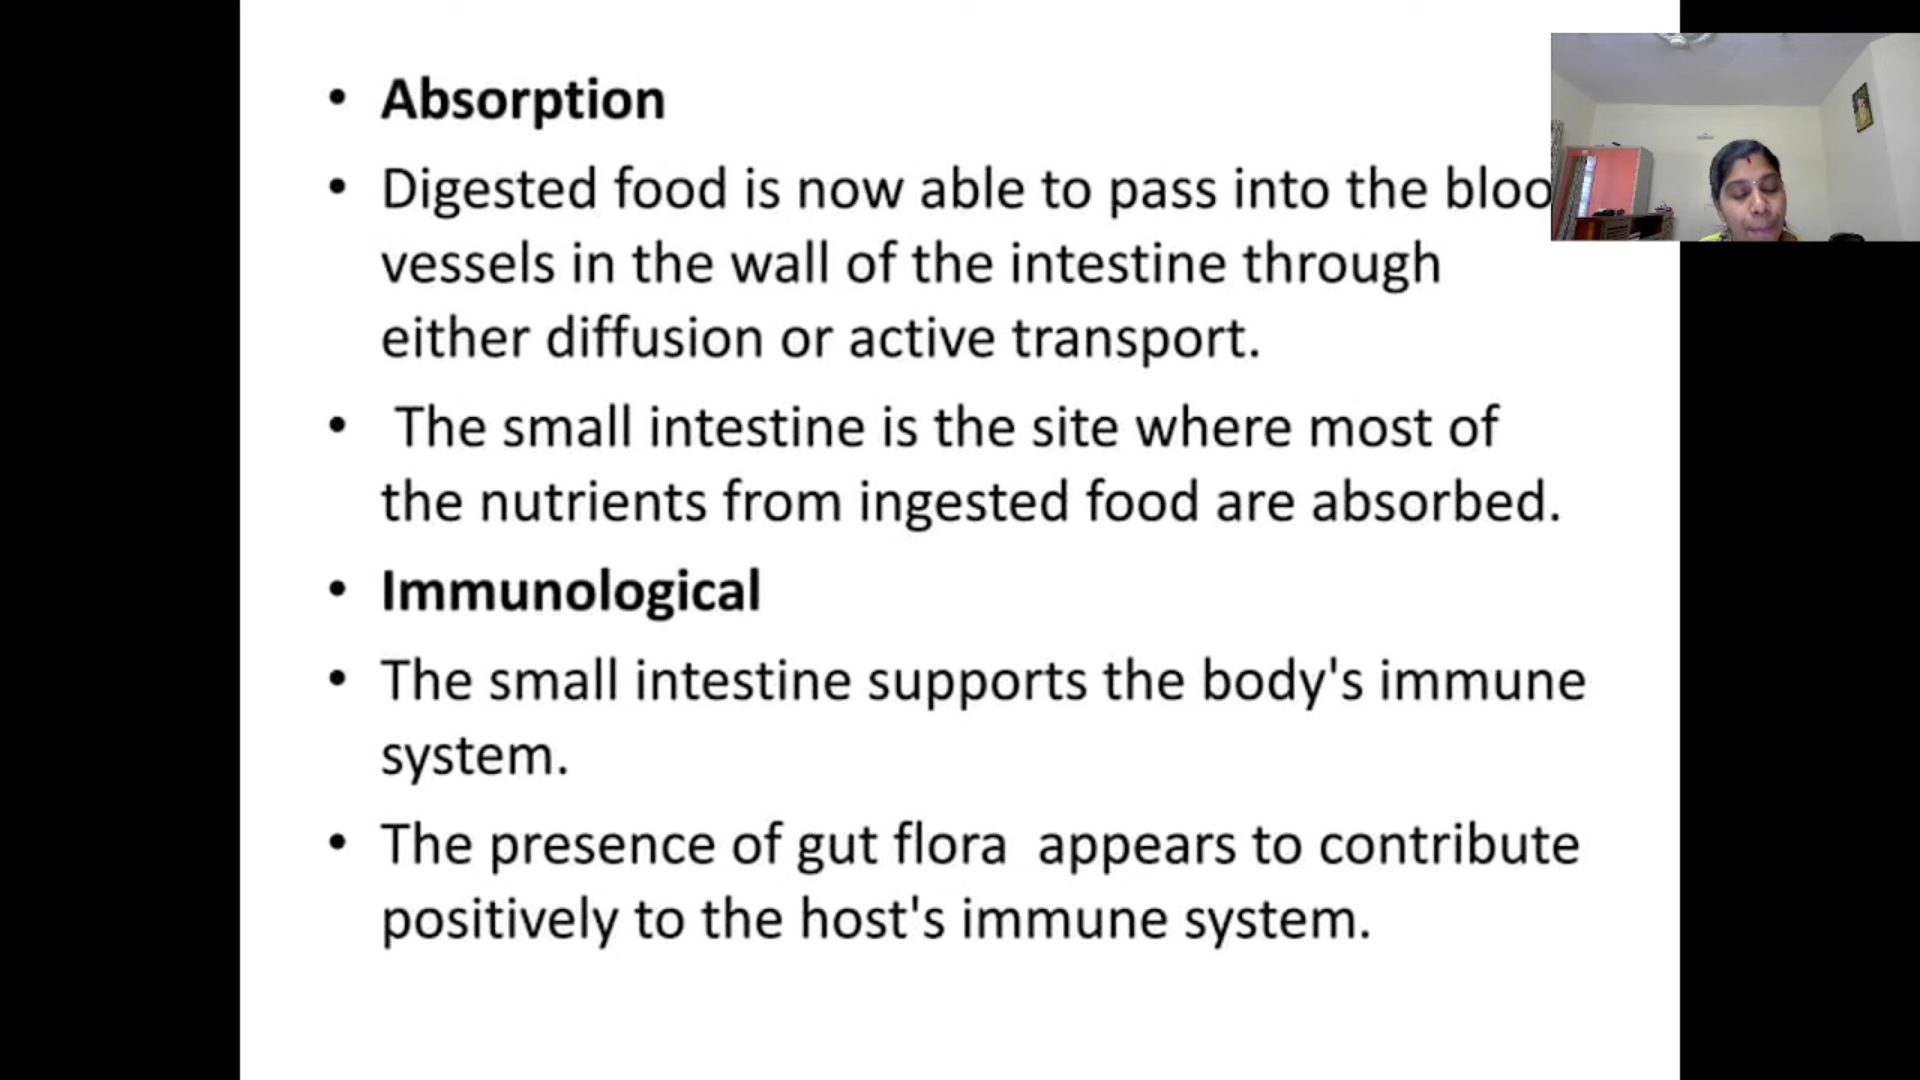 • Absorption
• Digested food is now able to pass into the bloo
vessels in the wall of the intestine through
either diffusion or active transport.
• The small intestine is the site where most of
the nutrients from ingested food are absorbed.
• Immunological
• The small intestine supports the body's immune
system.
• The presence of gut flora appears to contribute
positively to the host's immune system.